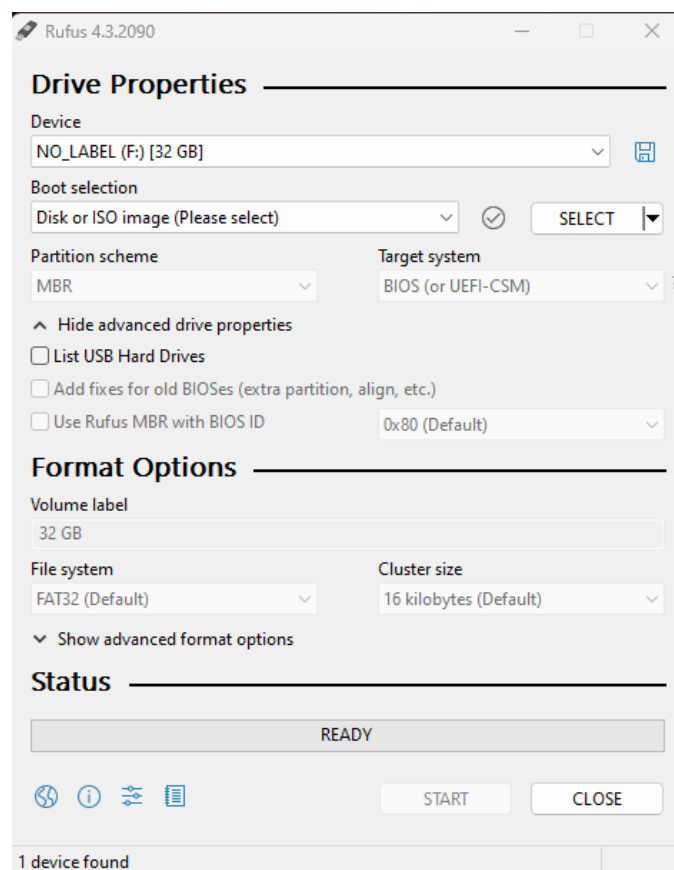 Rufus 4.3.2090
Drive Properties
Device
NO_LABEL (F:) [32 GB]
Boot selection
Disk or ISO image (Please select)
SELECT
Partition scheme
Target system
MBR
BIOS (or UEFI-CSM)
Hide advanced drive properties
List USB Hard Drives
Add fixes for old BIOSes (extra partition, align, etc.)
Use Rufus MBR with BIOS ID
0x80 (Default)
Format Options
Volume label
32 GB
File system
Cluster size
FAT32 (Default)
16 kilobytes (Default)
Show advanced format options
Status
READY
START
CLOSE
1 device found